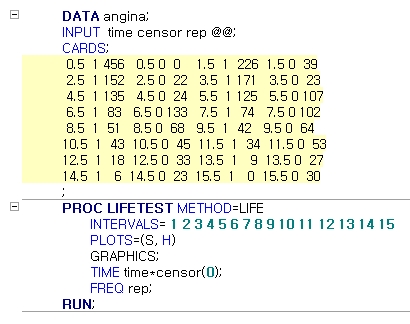 DATA angina;
INPUT time censor rep @@;
CARDS;
0.5 1 456 0.5 0 0 1.5 1 226 1.5 0 39
2.5 1 152 2.5 0 22 3.5 1 171 3.5 0 23
4.5 1 135 4.5 0 24 5.5 1 125 5.5 0 107
6.5 1 83 6.5 0 133 7.5 1 74 7.5 0 102
8.5 1 51 8.5 0 68 9.5 1 42 9.5 0 64
10.5 1 43 10.5 0 45 11.5 1 34 11.5 0 53
12.5 1 18 12.5 0 33 13.5 1 9 13.5 0 27
14.5 1 6 14.5 0 23 15.5 1 0 15.5 0 30
;
PROC LIFETEST METHOD=LIFE
INTERVALS= 1 2 3 4 5 6 7 8 9 10 11 12 13 14 15
PLOTS=(S, H)
GRAPHICS;
TIME time*censor(0);
FREQ rep;
RUN;